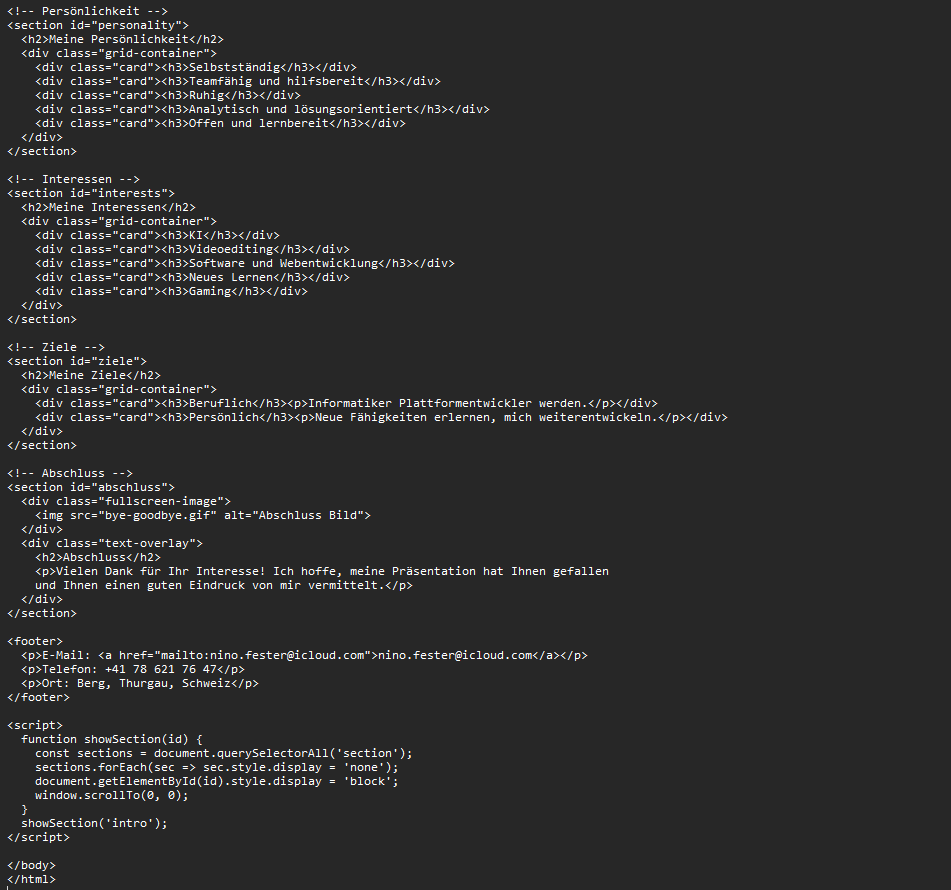 <!-- Persönlichkeit -->
<section id="personality">
  <h2>Meine Persönlichkeit</h2>
  <div class="grid-container">
    <div class="card"><h3>Selbstständig</h3></div>
    <div class="card"><h3>Teamfähig und hilfsbereit</h3></div>
    <div class="card"><h3>Ruhig</h3></div>
    <div class="card"><h3>Analytisch und lösungsorientiert</h3></div>
    <div class="card"><h3>Offen und lernbereit</h3></div>
  </div>
</section>

<!-- Interessen -->
<section id="interests">
  <h2>Meine Interessen</h2>
  <div class="grid-container">
    <div class="card"><h3>KI</h3></div>
    <div class="card"><h3>Videoediting</h3></div>
    <div class="card"><h3>Software und Webentwicklung</h3></div>
    <div class="card"><h3>Neues Lernen</h3></div>
    <div class="card"><h3>Gaming</h3></div>
  </div>
</section>

<!-- Ziele -->
<section id="ziele">
  <h2>Meine Ziele</h2>
  <div class="grid-container">
    <div class="card"><h3>Beruflich</h3><p>Informatiker Plattformentwickler werden.</p></div>
    <div class="card"><h3>Persönlich</h3><p>Neue Fähigkeiten erlernen, mich weiterentwickeln.</p></div>
  </div>
</section>

<!-- Abschluss -->
<section id="abschluss">
  <div class="fullscreen-image">
    <img src="bye-goodbye.gif" alt="Abschluss Bild">
  </div>
  <div class="text-overlay">
    <h2>Abschluss</h2>
    <p>Vielen Dank für Ihr Interesse! Ich hoffe, meine Präsentation hat Ihnen gefallen
    und Ihnen einen guten Eindruck von mir vermittelt.</p>
  </div>
</section>

<footer>
  <p>E-Mail: <a href="mailto:nino.fester@icloud.com">nino.fester@icloud.com</a></p>
  <p>Telefon: +41 78 621 76 47</p>
  <p>Ort: Berg, Thurgau, Schweiz</p>
</footer>

<script>
  function showSection(id) {
    const sections = document.querySelectorAll('section');
    sections.forEach(sec => sec.style.display = 'none');
    document.getElementById(id).style.display = 'block';
    window.scrollTo(0, 0);
  }
  showSection('intro');
</script>

</body>
</html>